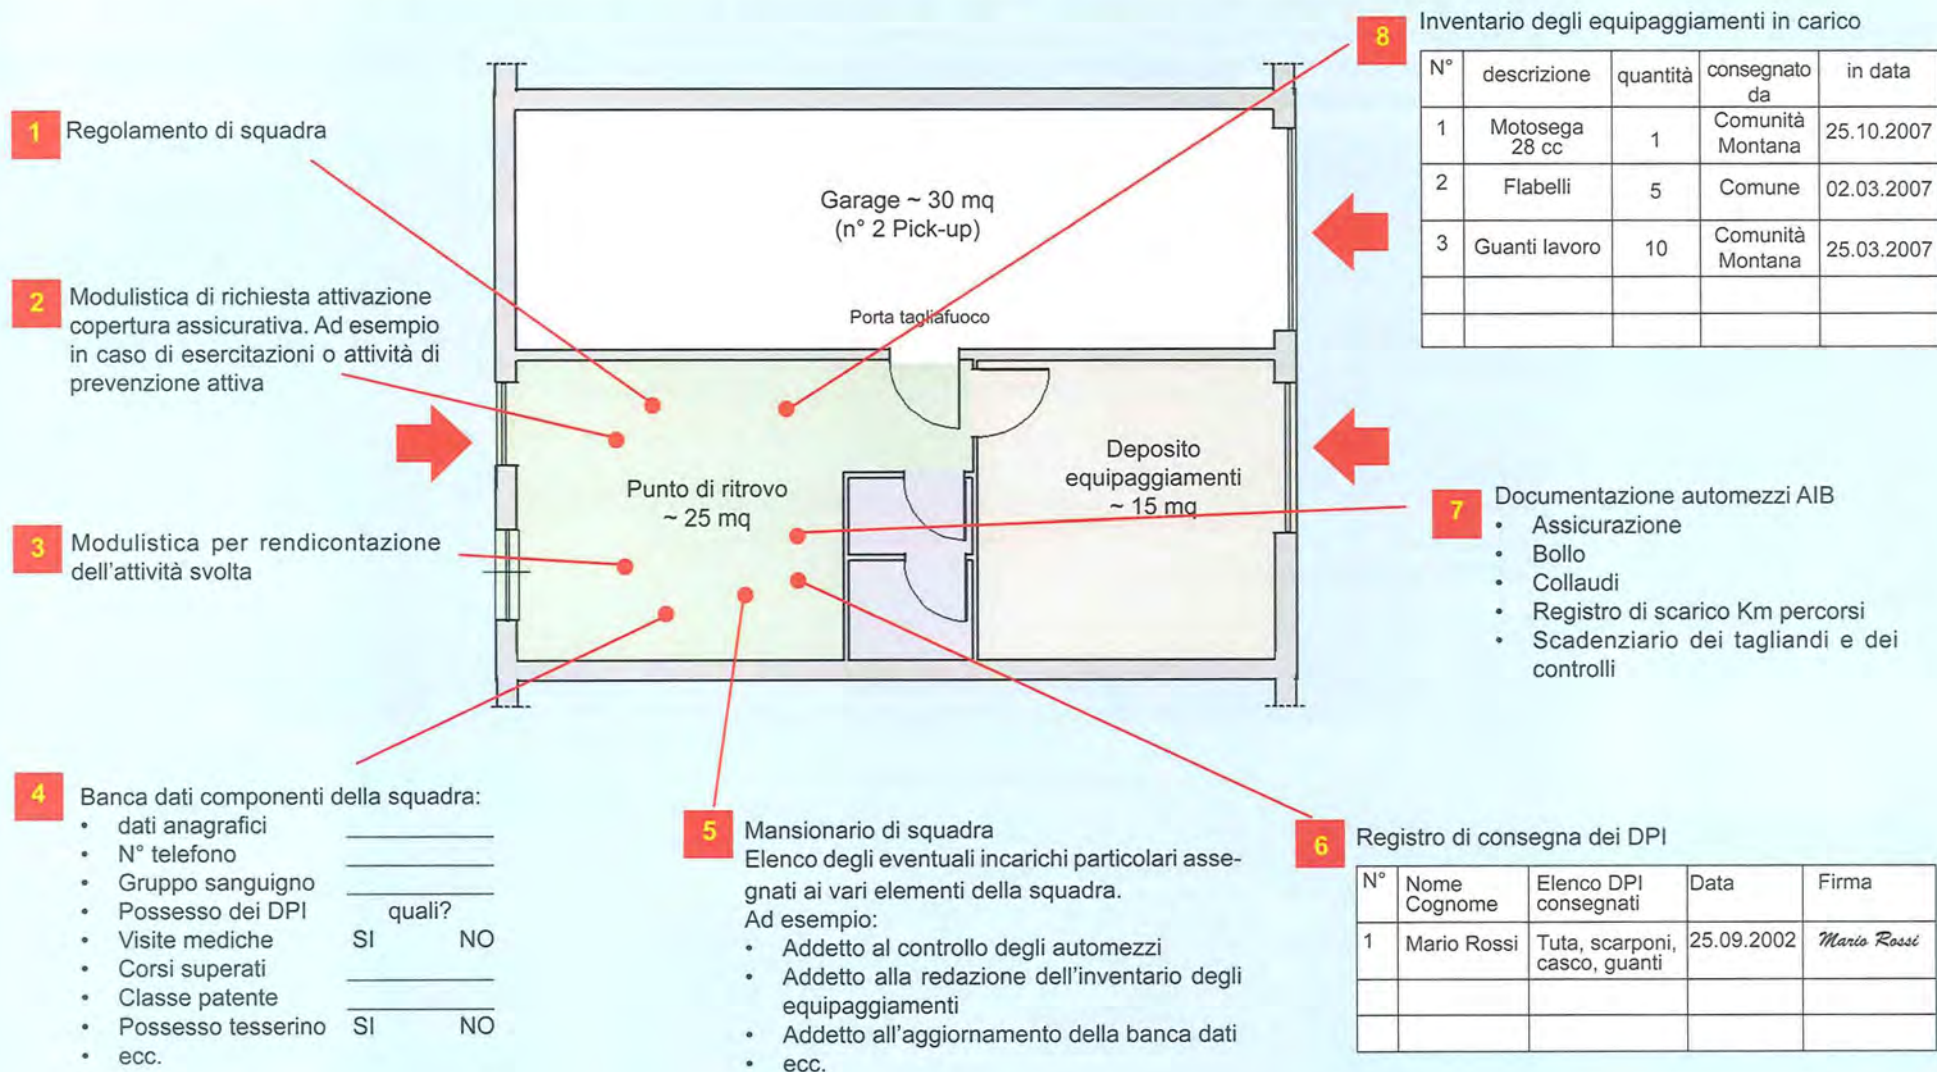 1
Regolamento di squadra
2
Modulistica di richiesta attivazione
copertura assicurativa. Ad esempio
in caso di esercitazioni o attività di
prevenzione attiva
3
Modulistica per rendicontazione
dell'attività svolta
Garage ~ 30 mq
(n° 2 Pick-up)
Porta tagliafuoco
Punto di ritrovo
~ 25 mq
Deposito
equipaggiamenti
~ 15 mq
8
Inventario degli equipaggiamenti in carico
N° descrizione quantità consegnato da in data
1 Motosega 28 cc 1 Comunità Montana 25.10.2007
2 Flabelli 5 Comune 02.03.2007
3 Guanti lavoro 10 Comunità Montana 25.03.2007
7
Documentazione automezzi AIB
• Assicurazione
• Bollo
• Collaudi
• Registro di scarico Km percorsi
• Scadenziario dei tagliandi e dei
controlli
4
Banca dati componenti della squadra:
• dati anagrafici
• N° telefono
• Gruppo sanguigno
• Possesso dei DPI quali?
• Visite mediche SI NO
• Corsi superati
• Classe patente
• Possesso tesserino SI NO
• ecc.
5
Mansionario di squadra
Elenco degli eventuali incarichi particolari asse-
gnati ai vari elementi della squadra.
Ad esempio:
• Addetto al controllo degli automezzi
• Addetto alla redazione dell'inventario degli
equipaggiamenti
• Addetto all'aggiornamento della banca dati
• ecc.
6
Registro di consegna dei DPI
N° Nome Cognome Elenco DPI consegnati Data Firma
1 Mario Rossi Tuta, scarponi, casco, guanti 25.09.2002 Mario Rossi